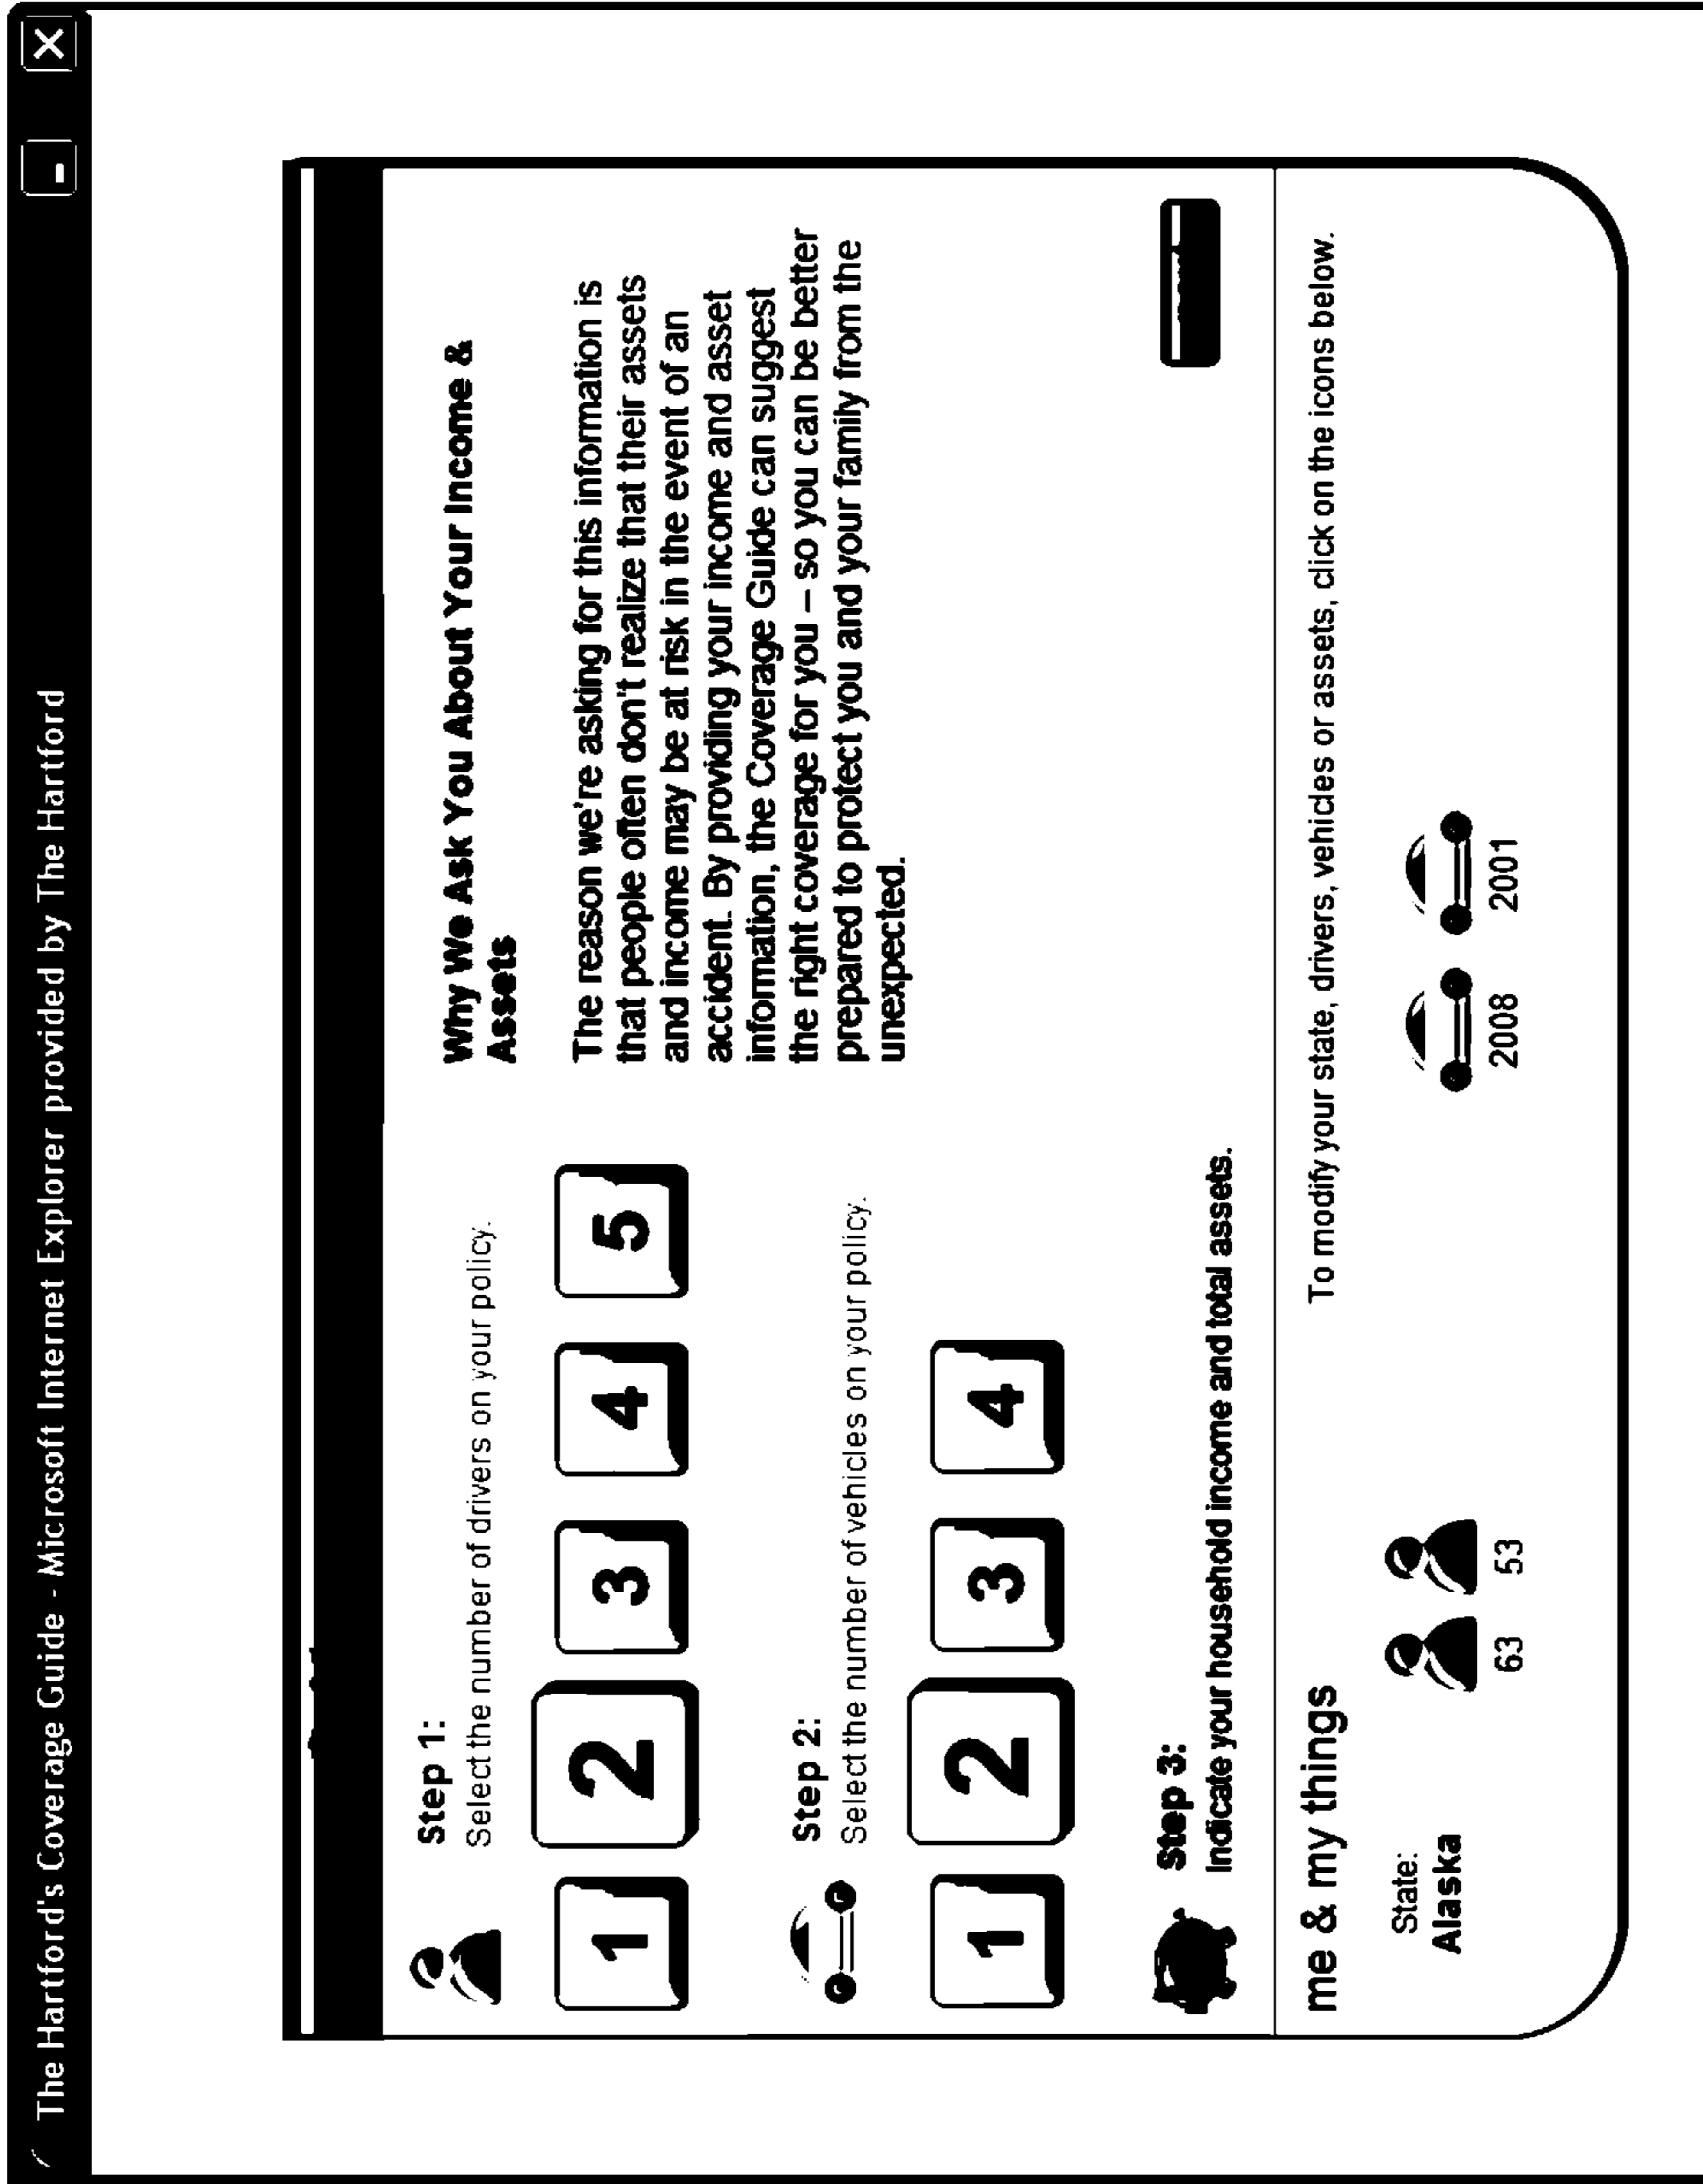 The Hartford's Coverage Guide - Microsoft Internet Explorer provided by The Hartford
Step 1:
Select the number of drivers on your policy.
1 2 3 4 5
Step 2:
Select the number of vehicles on your policy.
1 2 3 4
Step 3:
Indicate your household income and total assets.
Why We Ask You About Your Income &
Assets
The reason we're asking for this information is
that people often don't realize that their assets
and income may be at risk in the event of an
accident. By providing your income and asset
information, the Coverage Guide can suggest
the right coverage for you – so you can be better
prepared to protect you and your family from the
unexpected.
me & my things
To modify your state, drivers, vehicles or assets, click on the icons below.
State:
Alaska
63 53
2008 2001